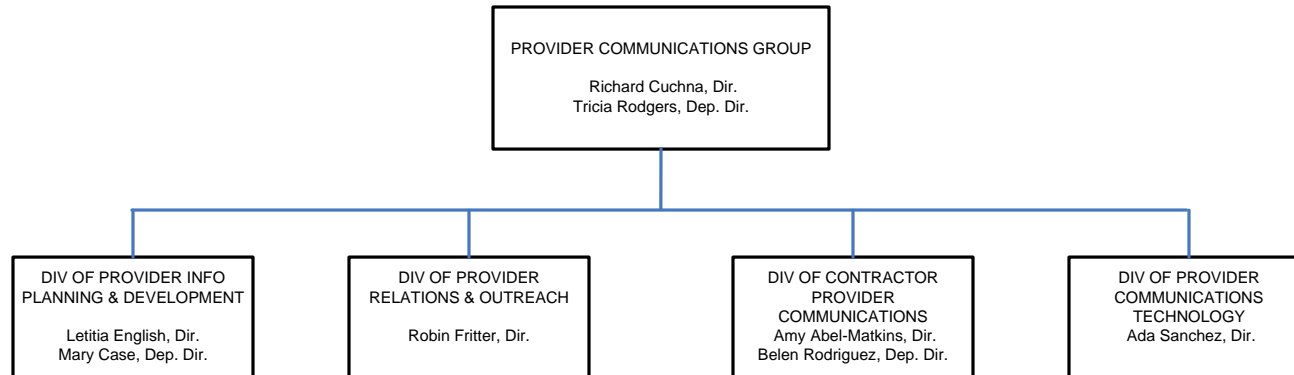 PROVIDER COMMUNICATIONS GROUP
Richard Cuchna, Dir.
Tricia Rodgers, Dep. Dir.
DIV OF PROVIDER INFO
PLANNING & DEVELOPMENT
Letitia English, Dir.
Mary Case, Dep. Dir.
DIV OF PROVIDER
RELATIONS & OUTREACH
Robin Fritter, Dir.
DIV OF CONTRACTOR
PROVIDER
COMMUNICATIONS
Amy Abel-Matkins, Dir.
Belen Rodriguez, Dep. Dir.
DIV OF PROVIDER
COMMUNICATIONS
TECHNOLOGY
Ada Sanchez, Dir.